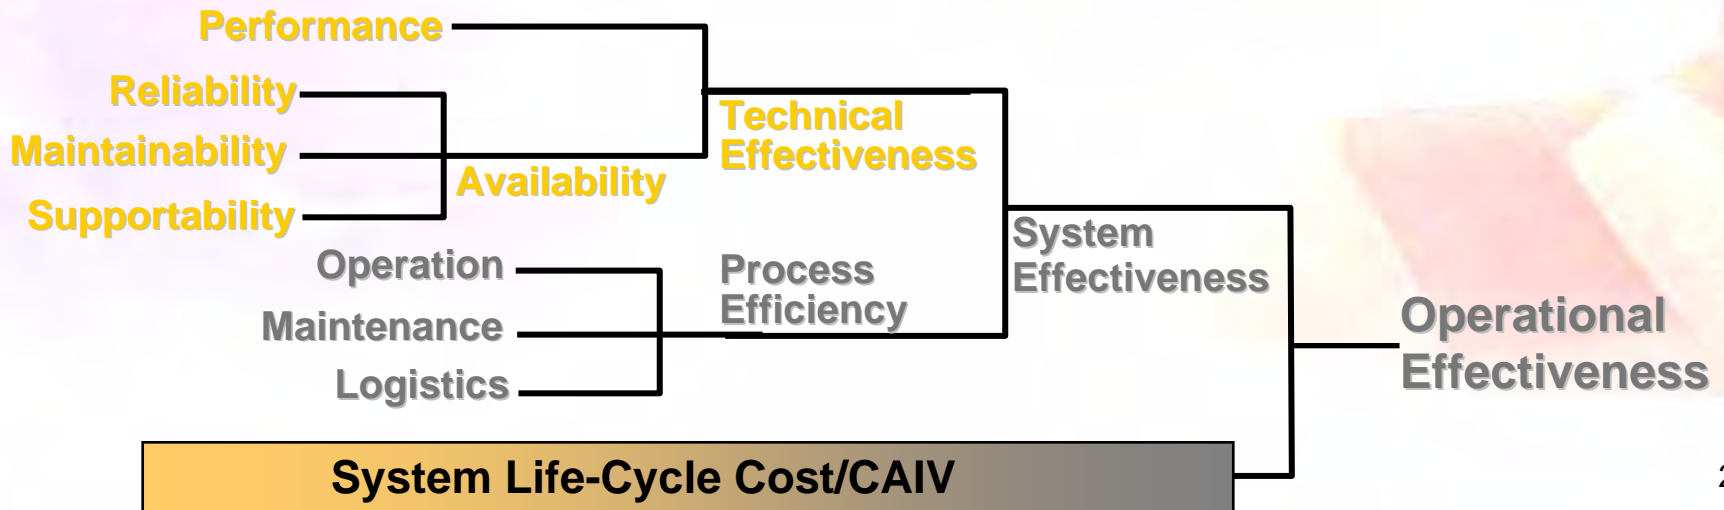 Performance
Reliability
Maintainability
Supportability
Availability
Technical
Effectiveness
Operation
Maintenance
Logistics
Process
Efficiency
System
Effectiveness
Operational
Effectiveness
System Life-Cycle Cost/CAIV